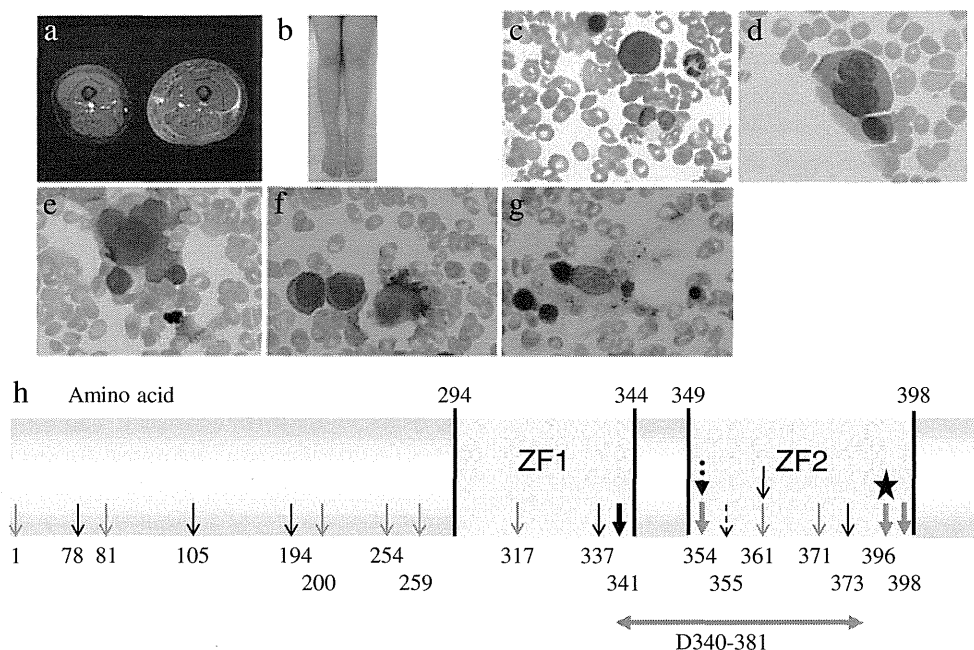 a b c d
e f g
h Amino acid 294 344 349 398
ZF1 ZF2
1 78 81 105 194 254 317 337 354 361 371 396
200 259 341 355 373 398
D340-381